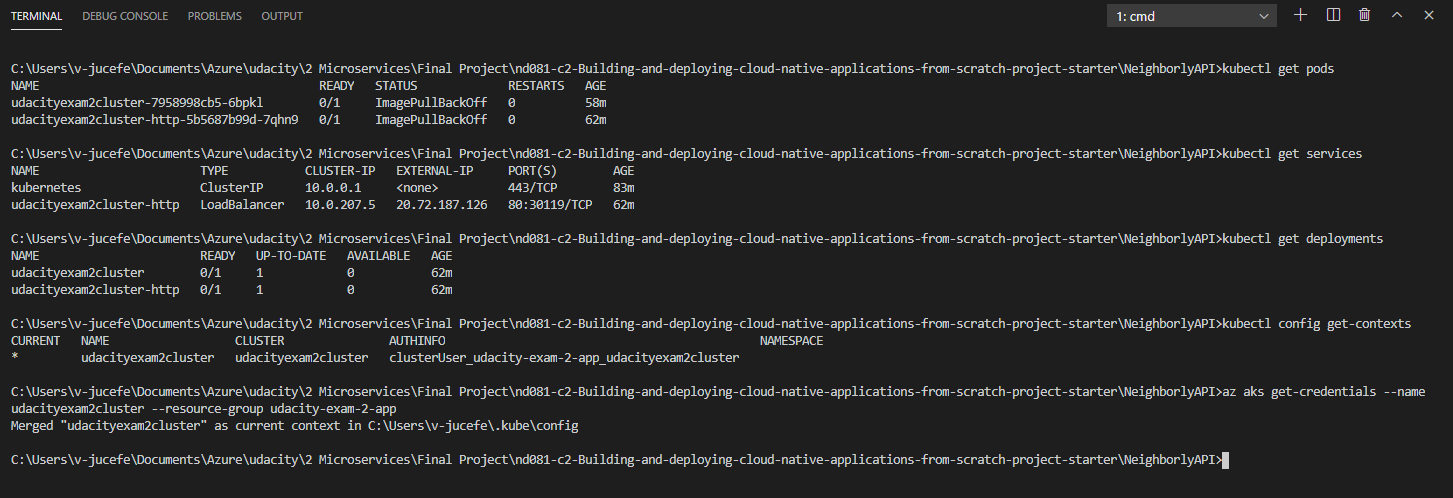 TERMINAL DEBUG CONSOLE PROBLEMS OUTPUT 1: cmd
C:\Users\v-jucefe\Documents\Azure\udacity\2 Microservices\Final Project\nd081-c2-Building-and-deploying-cloud-native-applications-from-scratch-project-starter\NeighborlyAPI>kubectl get pods
NAME READY STATUS RESTARTS AGE
udacityexam2cluster-7958998cb5-6bpkl 0/1 ImagePullBackOff 0 58m
udacityexam2cluster-http-5b5687b99d-7qhn9 0/1 ImagePullBackOff 0 62m
C:\Users\v-jucefe\Documents\Azure\udacity\2 Microservices\Final Project\nd081-c2-Building-and-deploying-cloud-native-applications-from-scratch-project-starter\NeighborlyAPI>kubectl get services
NAME TYPE CLUSTER-IP EXTERNAL-IP PORT(S) AGE
kubernetes ClusterIP 10.0.0.1 <none> 443/TCP 83m
udacityexam2cluster-http LoadBalancer 10.0.207.5 20.72.187.126 80:30119/TCP 62m
C:\Users\v-jucefe\Documents\Azure\udacity\2 Microservices\Final Project\nd081-c2-Building-and-deploying-cloud-native-applications-from-scratch-project-starter\NeighborlyAPI>kubectl get deployments
NAME READY UP-TO-DATE AVAILABLE AGE
udacityexam2cluster 0/1 1 0 62m
udacityexam2cluster-http 0/1 1 0 62m
C:\Users\v-jucefe\Documents\Azure\udacity\2 Microservices\Final Project\nd081-c2-Building-and-deploying-cloud-native-applications-from-scratch-project-starter\NeighborlyAPI>kubectl config get-contexts
CURRENT NAME CLUSTER AUTHINFO NAMESPACE
* udacityexam2cluster udacityexam2cluster clusterUser_udacity-exam-2-app_udacityexam2cluster
C:\Users\v-jucefe\Documents\Azure\udacity\2 Microservices\Final Project\nd081-c2-Building-and-deploying-cloud-native-applications-from-scratch-project-starter\NeighborlyAPI>az aks get-credentials --name
udacityexam2cluster --resource-group udacity-exam-2-app
Merged "udacityexam2cluster" as current context in C:\Users\v-jucefe\.kube\config
C:\Users\v-jucefe\Documents\Azure\udacity\2 Microservices\Final Project\nd081-c2-Building-and-deploying-cloud-native-applications-from-scratch-project-starter\NeighborlyAPI>